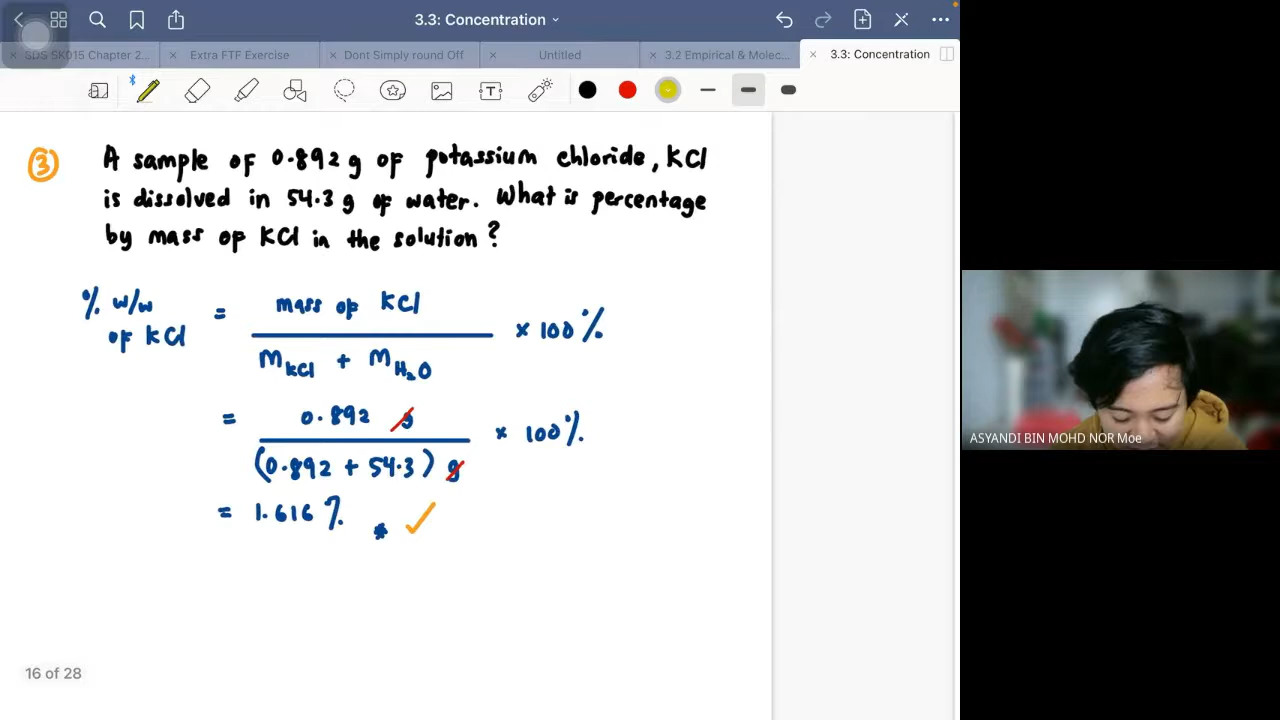 3.3: Concentration
SDS SK015 Chapter 2...
Extra FTF Exercise
Dont Simply round Off
Untitled
3.2 Empirical & Molec...
3.3: Concentration
3 A sample of 0.892 g of potassium chloride, KCl
is dissolved in 54.3 g of water. What is percentage
by mass of KCl in the solution?
% w/w of KCl = mass of KCl / (m KCl + m H₂O) × 100%
= 0.892 g / (0.892 + 54.3) g × 100%
= 1.616% *
ASYANDI BIN MOHD NOR Moe
16 of 28